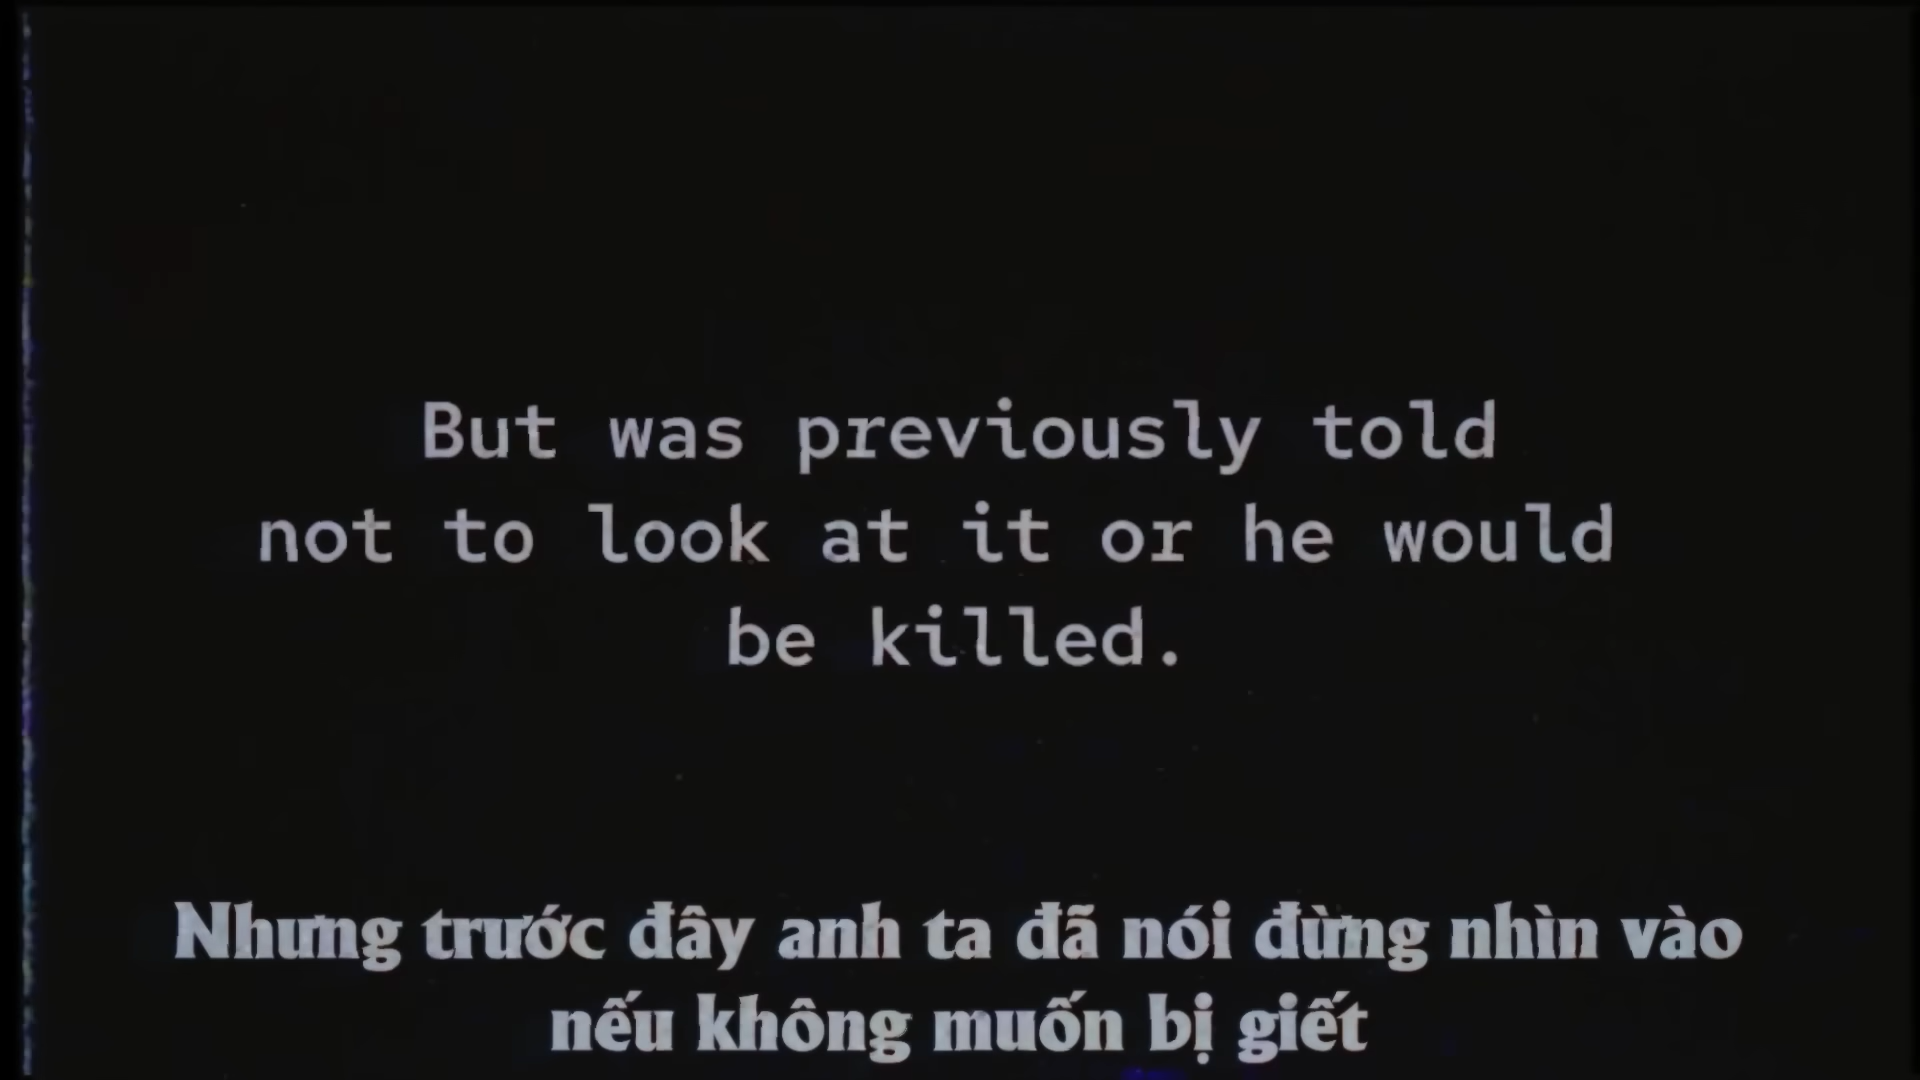 But was previously told
not to look at it or he would
be killed.
Nhưng trước đây anh ta đã nói đừng nhìn vào
nếu không muốn bị giết